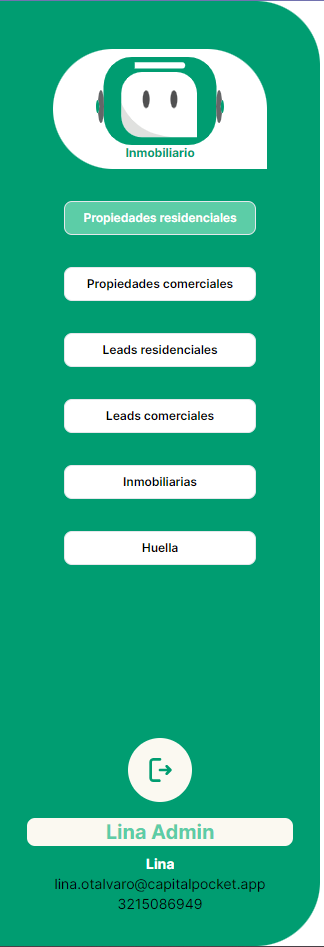 Inmobiliario
Propiedades residenciales
Propiedades comerciales
Leads residenciales
Leads comerciales
Inmobiliarias
Huella
Lina Admin
Lina
lina.otalvaro@capitalpocket.app
3215086949